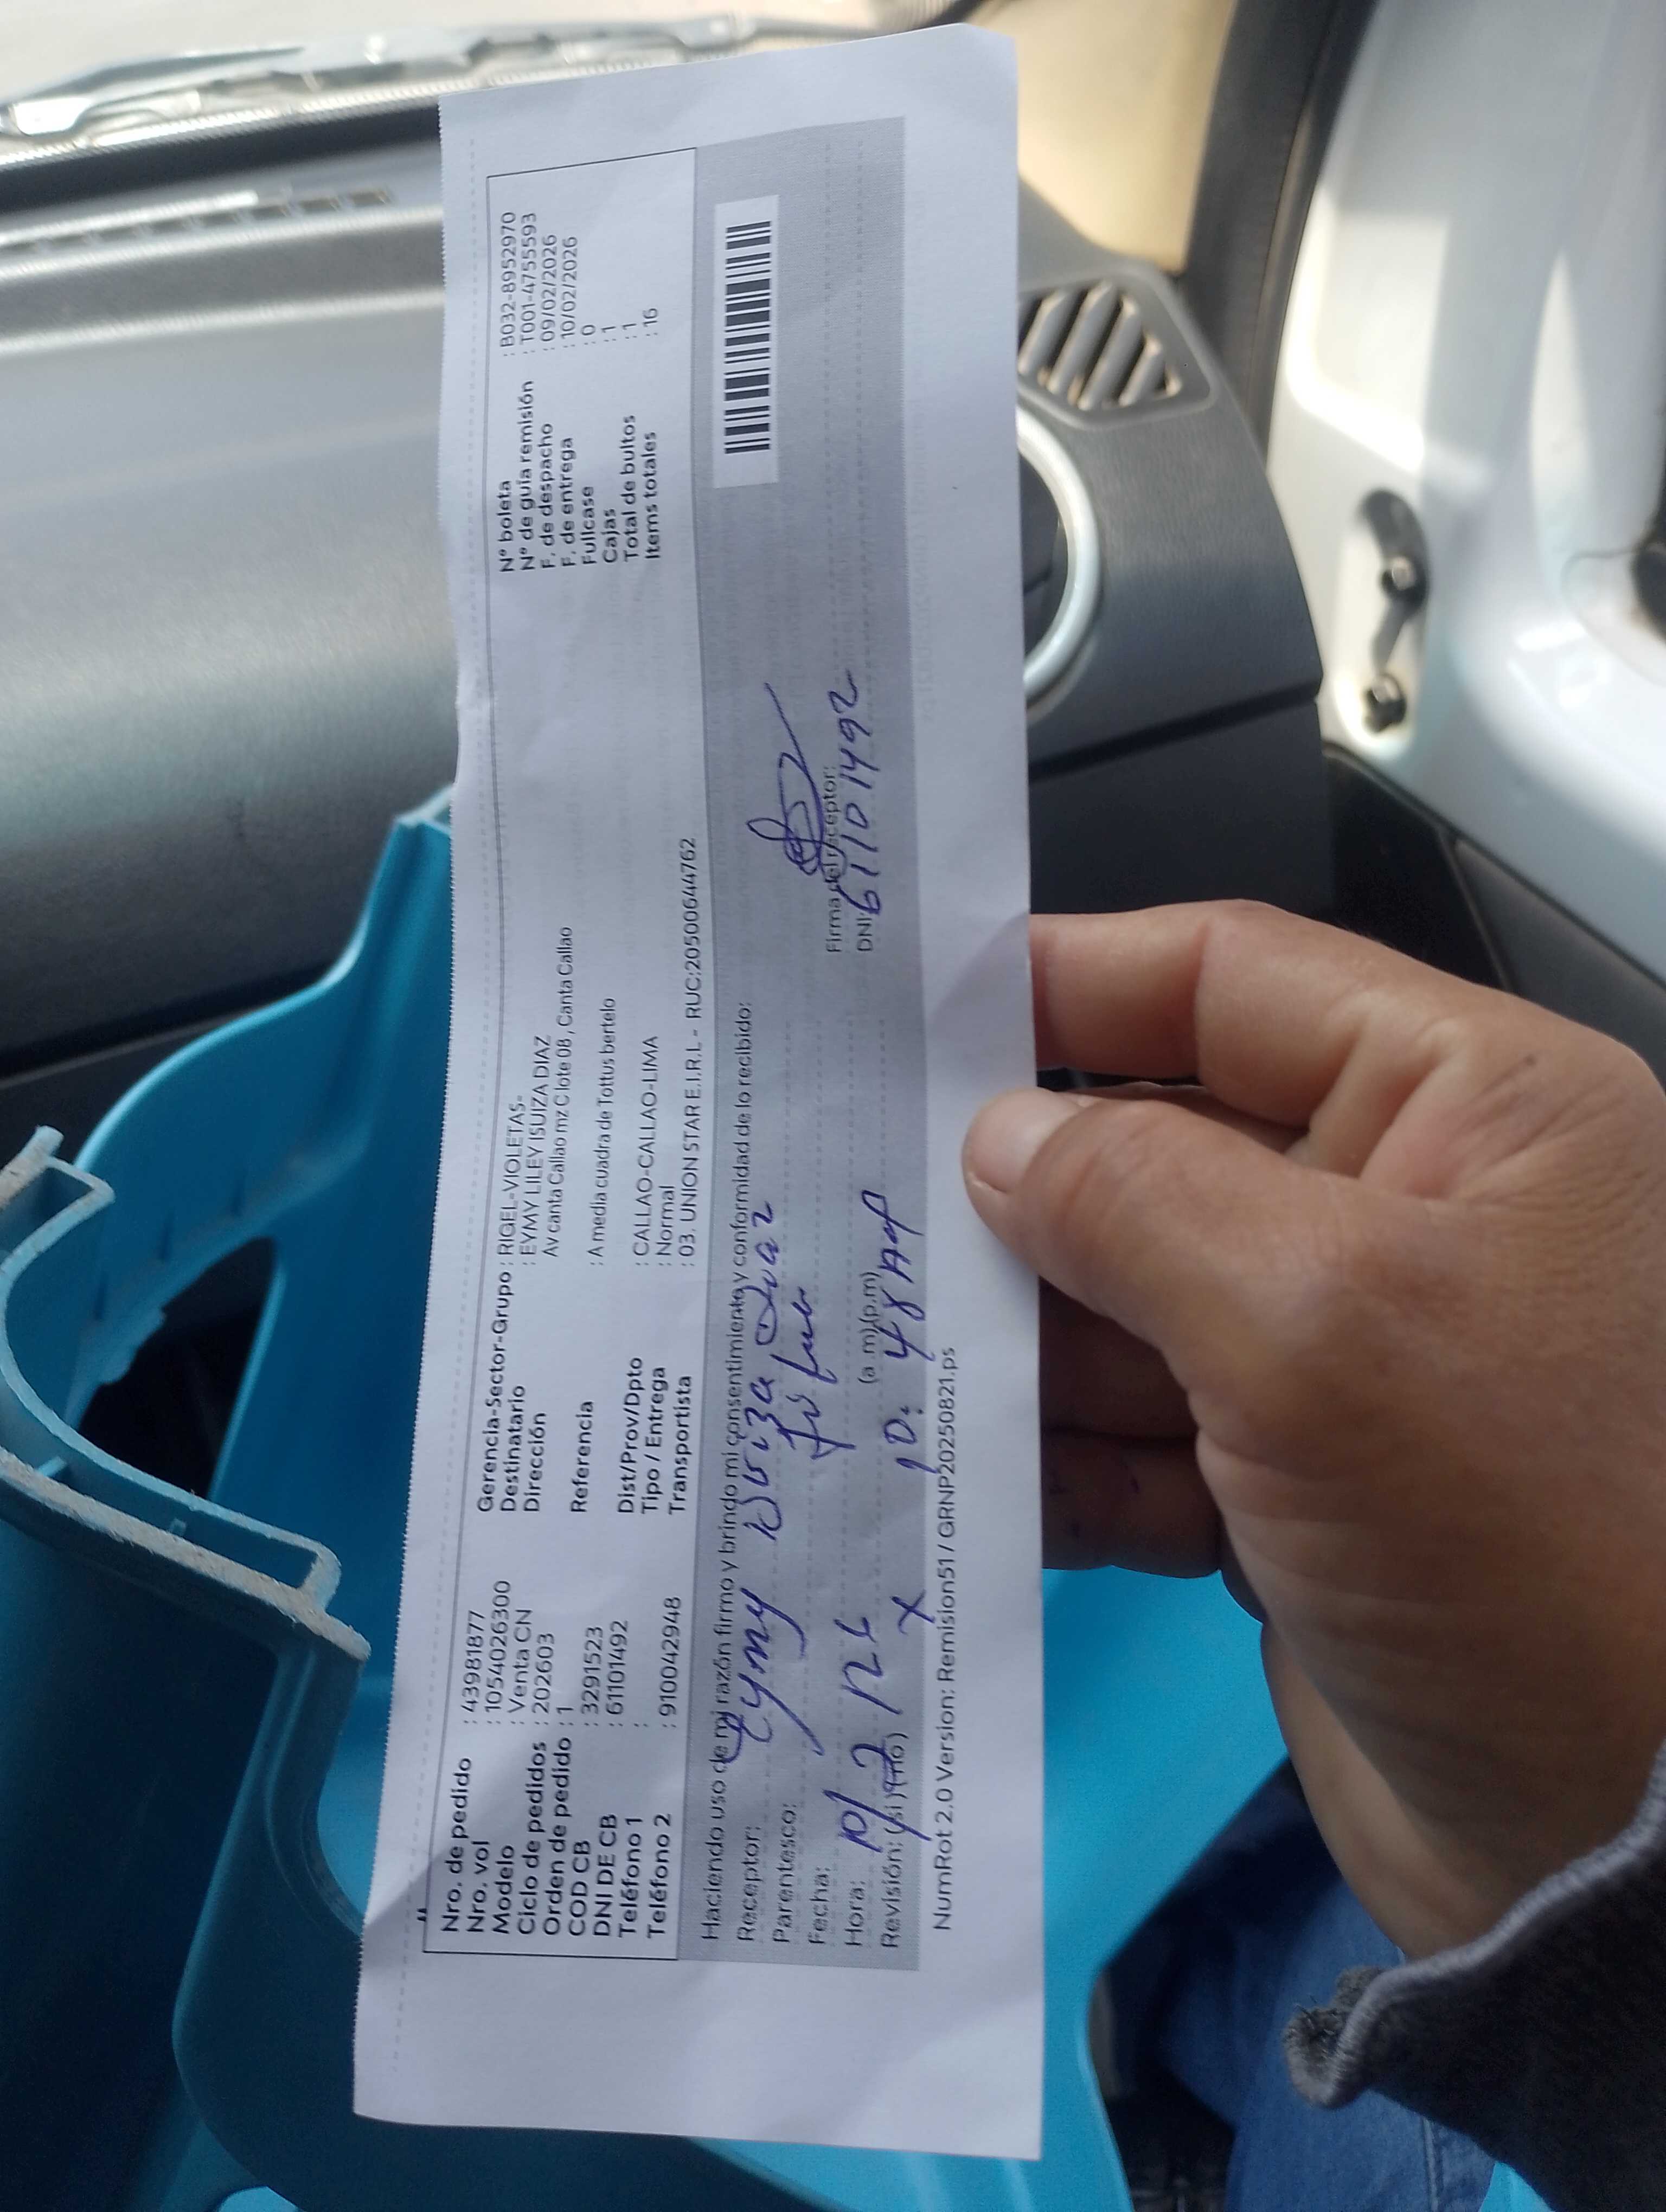 Nro. de pedido : 43981877
Nro. vol : 1054026300
Modelo : Venta CN
Ciclo de pedidos : 202603
Orden de pedido : 1
COD CB : 3291523
DNI DE CB : 61101492
Teléfono 1 :
Teléfono 2 : 910042948
Gerencia-Sector-Grupo : RIGEL-VIOLETAS-
Destinatario : EYMY LILEY ISUIZA DIAZ
Dirección Av canta Callao mz C lote 08 , Canta Callao
Referencia : A media cuadra de Tottus bertelo
Dist/Prov/Dpto : CALLAO-CALLAO-LIMA
Tipo / Entrega : Normal
Transportista : 03. UNION STAR E.I.R.L - RUC:20500644762
N° boleta : B032-8952970
N° de guía remisión : T001-4755593
F. de despacho : 09/02/2026
F. de entrega : 10/02/2026
Fullcase : 0
Cajas : 1
Total de bultos : 1
Items totales : 16
Haciendo uso de mi razón firmo y brindo mi consentimiento y conformidad de lo recibido:
Receptor: Eymy Isuiza Diaz
Parentesco:
Fecha: 10/2/26
Hora: (a.m)(p.m) 10:48 AM
Revisión: (si)(no) X
Firma del receptor:
DNI: 61101492
NumRot 2.0 Version: Remision51 / GRNP20250821.ps